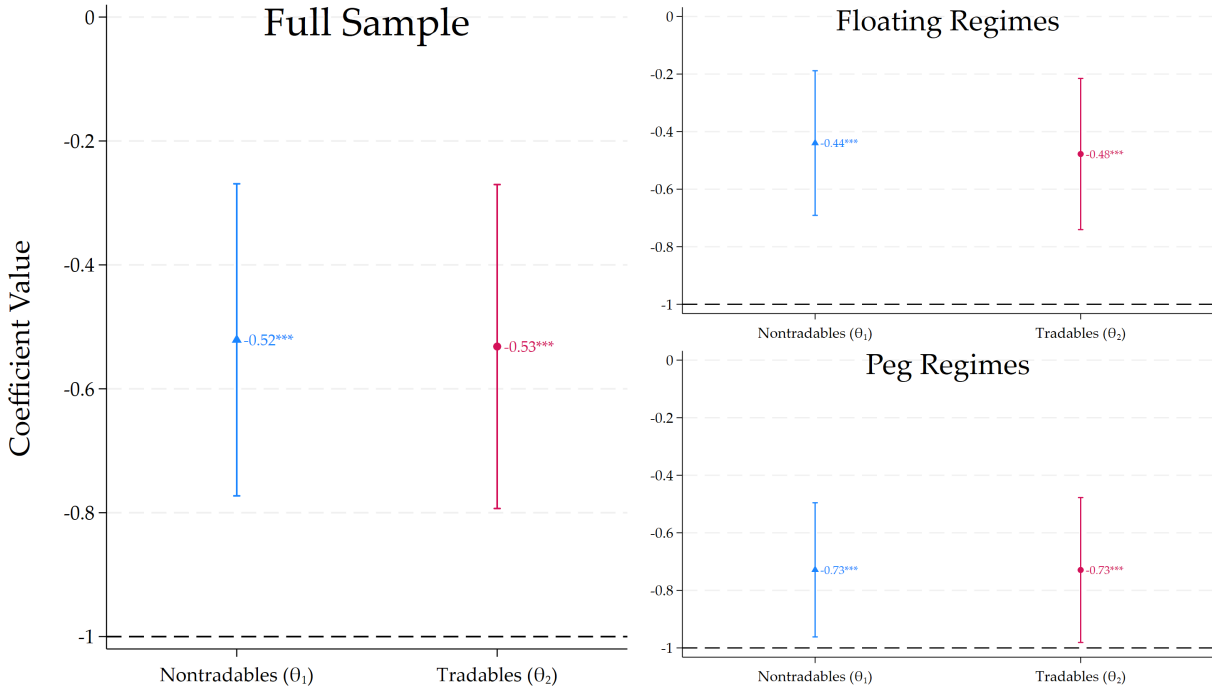 Full Sample
Coefficient Value
0
-0.2
-0.4
-0.6
-0.8
-1
-0.52***
-0.53***
Nontradables (θ₁)
Tradables (θ₂)
Floating Regimes
0
-0.2
-0.4
-0.6
-0.8
-1
-0.44***
-0.48***
Nontradables (θ₁)
Tradables (θ₂)
Peg Regimes
0
-0.2
-0.4
-0.6
-0.8
-1
-0.73***
-0.73***
Nontradables (θ₁)
Tradables (θ₂)